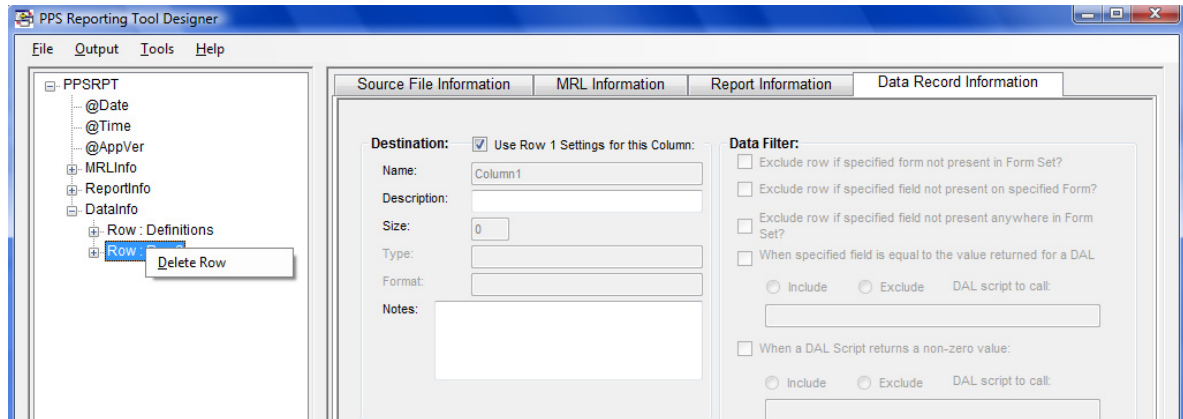 PPS Reporting Tool Designer
File Output Tools Help
PPSRPT
@Date
@Time
@AppVer
MRLInfo
ReportInfo
DataInfo
Row : Definitions
Row :
Delete Row
Source File Information MRL Information Report Information Data Record Information
Destination: Use Row 1 Settings for this Column:
Name: Column1
Description:
Size: 0
Type:
Format:
Notes:
Data Filter:
Exclude row if specified form not present in Form Set?
Exclude row if specified field not present on specified Form?
Exclude row if specified field not present anywhere in Form
Set?
When specified field is equal to the value returned for a DAL
Include Exclude DAL script to call:
When a DAL Script returns a non-zero value:
Include Exclude DAL script to call: